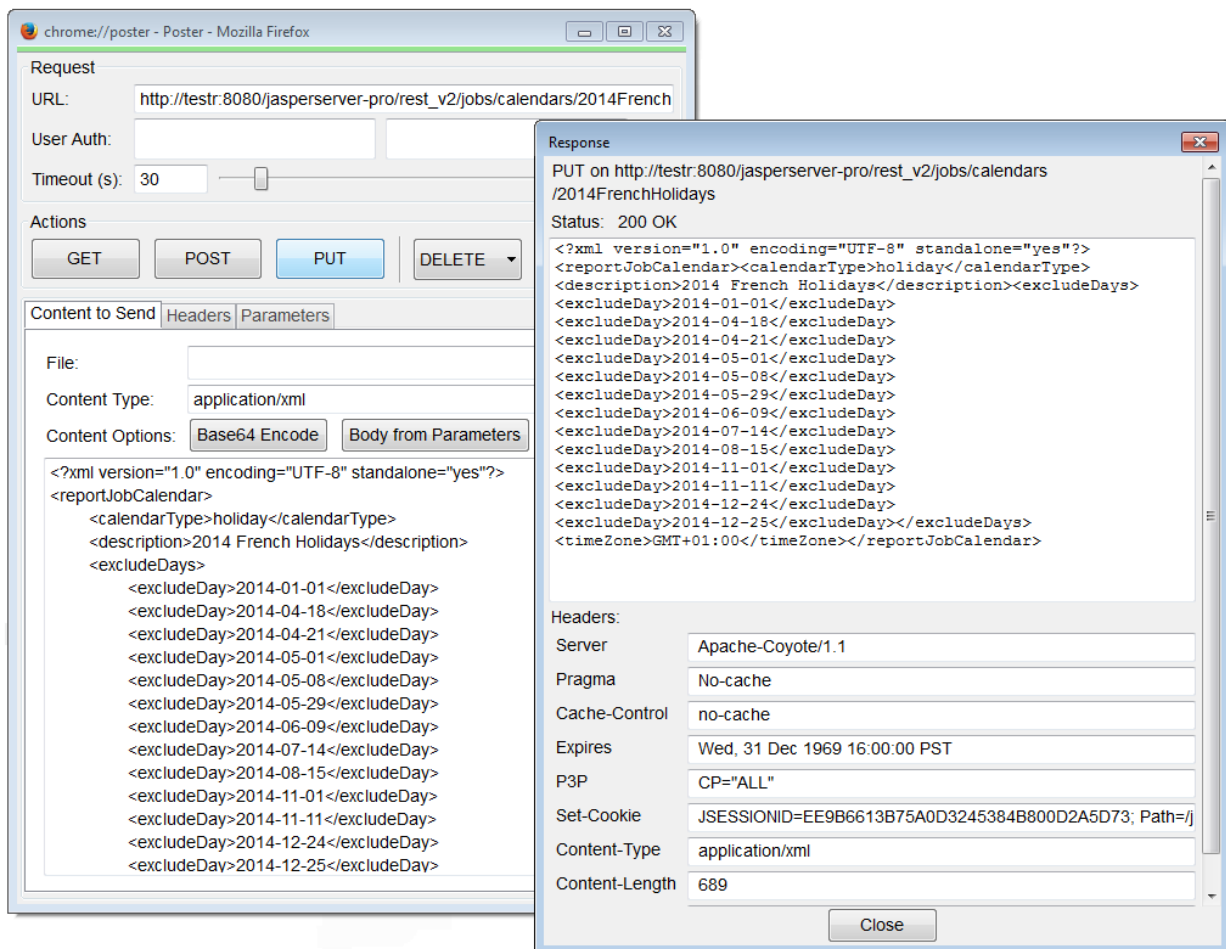 chrome://poster - Poster - Mozilla Firefox
Request
URL: http://testr:8080/jasperserver-pro/rest_v2/jobs/calendars/2014French
User Auth:
Timeout (s): 30
Actions
GET POST PUT DELETE
Content to Send Headers Parameters
File:
Content Type: application/xml
Content Options: Base64 Encode Body from Parameters
<?xml version="1.0" encoding="UTF-8" standalone="yes"?>
<reportJobCalendar>
<calendarType>holiday</calendarType>
<description>2014 French Holidays</description>
<excludeDays>
<excludeDay>2014-01-01</excludeDay>
<excludeDay>2014-04-18</excludeDay>
<excludeDay>2014-04-21</excludeDay>
<excludeDay>2014-05-01</excludeDay>
<excludeDay>2014-05-08</excludeDay>
<excludeDay>2014-05-29</excludeDay>
<excludeDay>2014-06-09</excludeDay>
<excludeDay>2014-07-14</excludeDay>
<excludeDay>2014-08-15</excludeDay>
<excludeDay>2014-11-01</excludeDay>
<excludeDay>2014-11-11</excludeDay>
<excludeDay>2014-12-24</excludeDay>
<excludeDay>2014-12-25</excludeDay>
Response
PUT on http://testr:8080/jasperserver-pro/rest_v2/jobs/calendars
/2014FrenchHolidays
Status: 200 OK
<?xml version="1.0" encoding="UTF-8" standalone="yes"?>
<reportJobCalendar><calendarType>holiday</calendarType>
<description>2014 French Holidays</description><excludeDays>
<excludeDay>2014-01-01</excludeDay>
<excludeDay>2014-04-18</excludeDay>
<excludeDay>2014-04-21</excludeDay>
<excludeDay>2014-05-01</excludeDay>
<excludeDay>2014-05-08</excludeDay>
<excludeDay>2014-05-29</excludeDay>
<excludeDay>2014-06-09</excludeDay>
<excludeDay>2014-07-14</excludeDay>
<excludeDay>2014-08-15</excludeDay>
<excludeDay>2014-11-01</excludeDay>
<excludeDay>2014-11-11</excludeDay>
<excludeDay>2014-12-24</excludeDay>
<excludeDay>2014-12-25</excludeDay></excludeDays>
<timeZone>GMT+01:00</timeZone></reportJobCalendar>
Headers:
Server Apache-Coyote/1.1
Pragma No-cache
Cache-Control no-cache
Expires Wed, 31 Dec 1969 16:00:00 PST
P3P CP="ALL"
Set-Cookie JSESSIONID=EE9B6613B75A0D3245384B800D2A5D73; Path=/j
Content-Type application/xml
Content-Length 689
Close